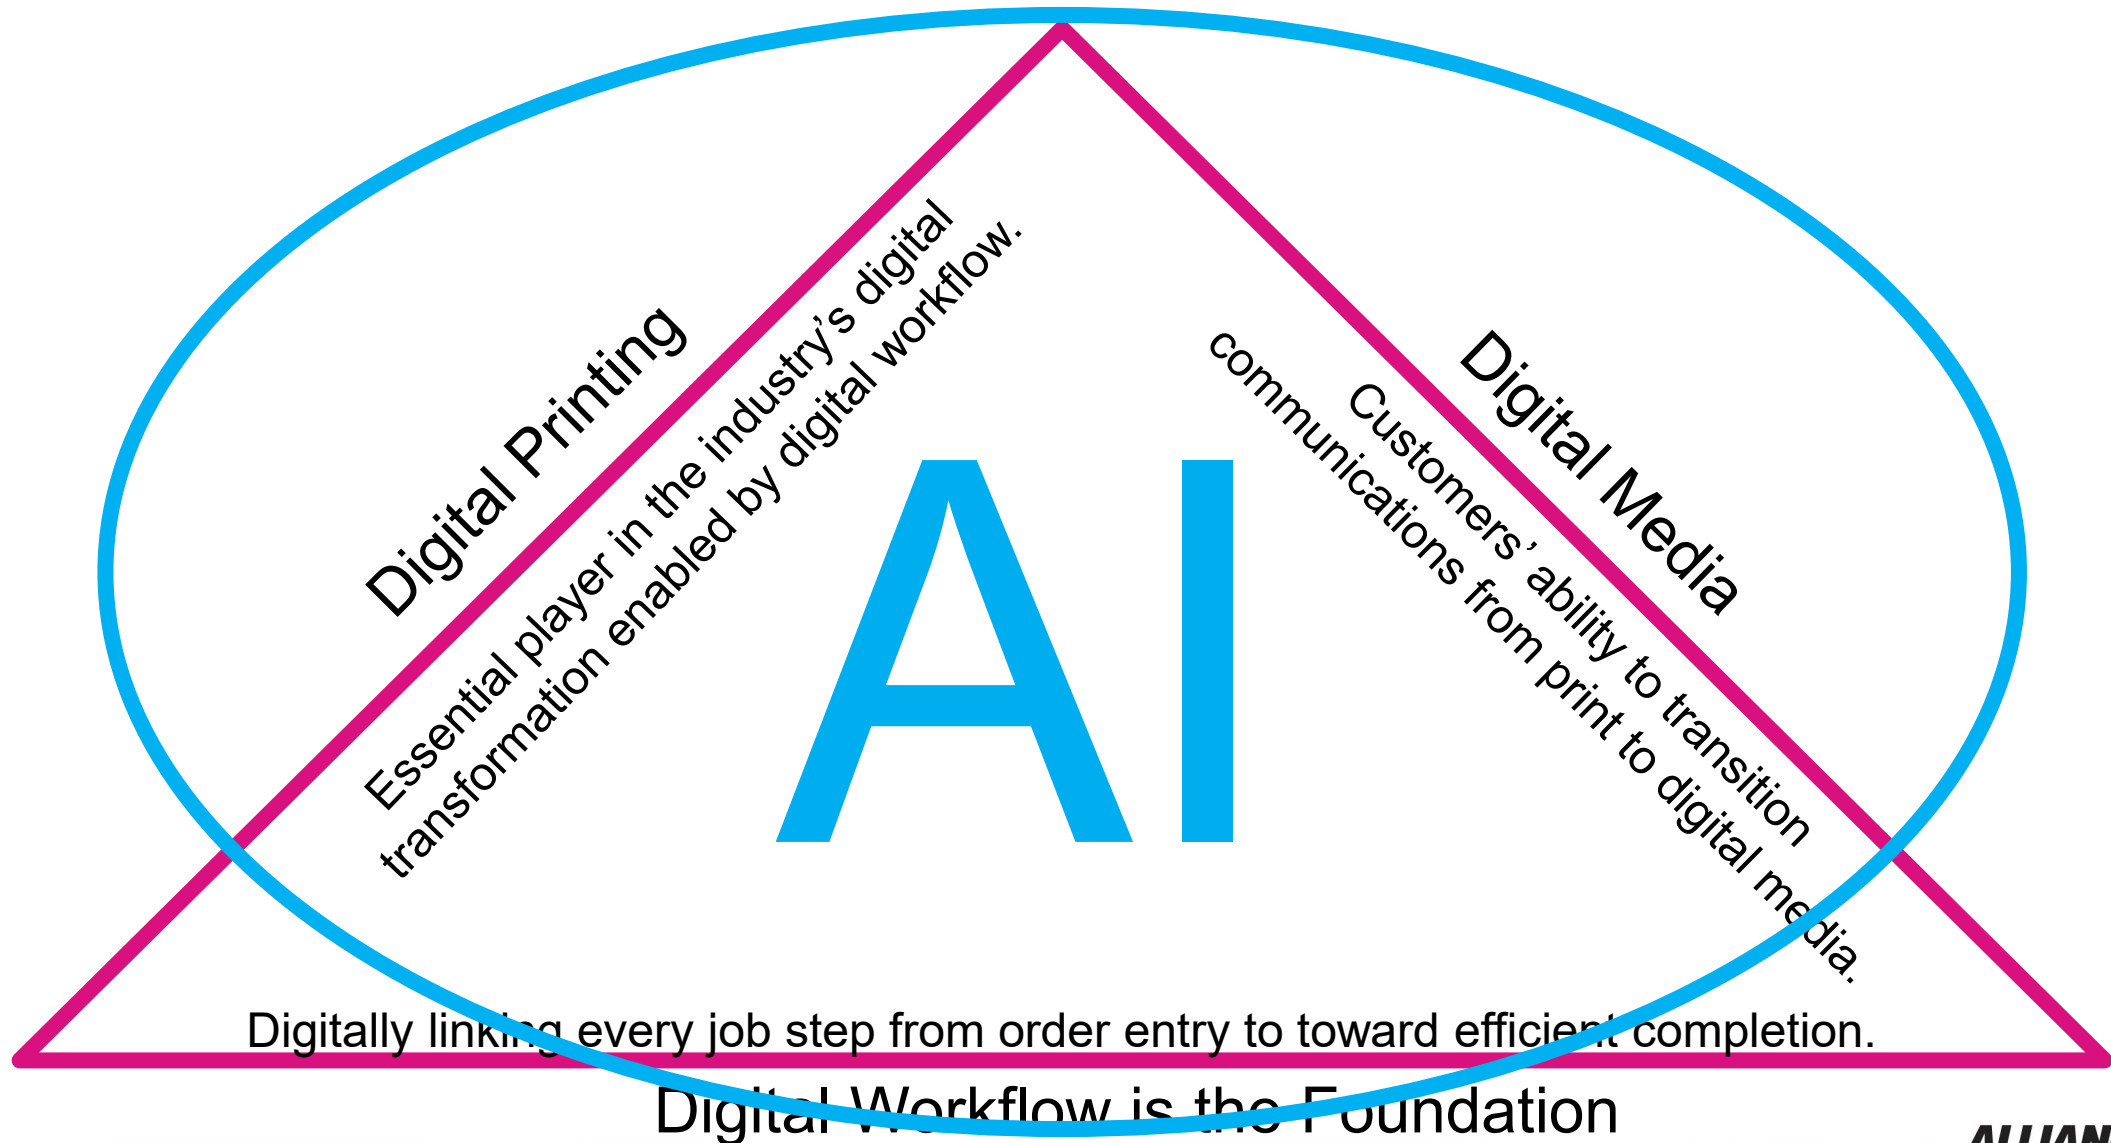 Digital Printing
Essential player in the industry’s digital
transformation enabled by digital workflow.
Digital Media
Customers’ ability to transition
communications from print to digital media.
AI
Digitally linking every job step from order entry to toward efficient completion.
Digital Workflow is the Foundation